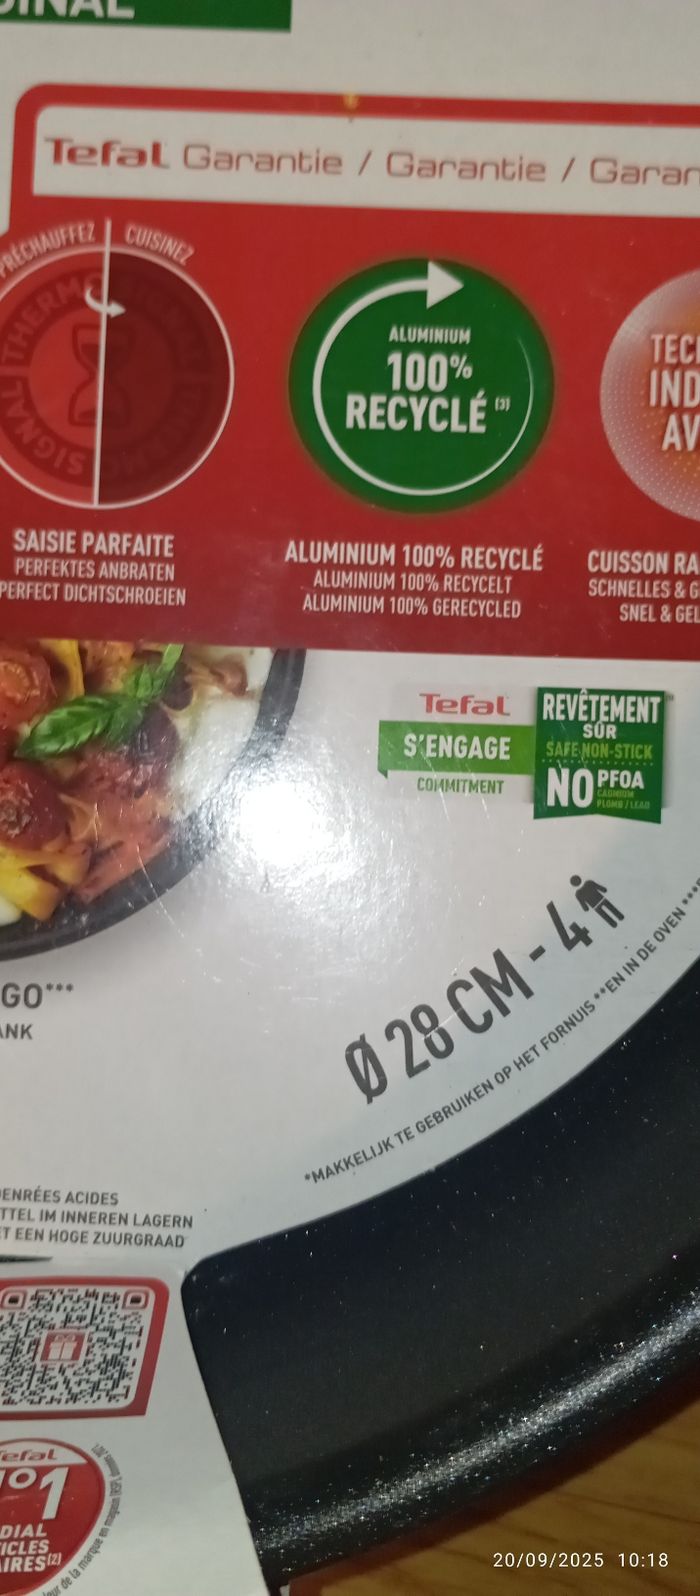 Tefal Garantie / Garantie / Garan
PRÉCHAUFFEZ CUISINEZ
THERMO SIGNAL
ALUMINIUM
100%
RECYCLÉ (3)
TEC
IND
AV
SAISIE PARFAITE
PERFEKTES ANBRATEN
PERFECT DICHTSCHROEIEN
ALUMINIUM 100% RECYCLÉ
ALUMINIUM 100% RECYCELT
ALUMINIUM 100% GERECYCLED
CUISSON RA
SCHNELLES & G
SNEL & GEL
Tefal
S'ENGAGE
COMMITMENT
REVÊTEMENT
SÛR
SAFE NON-STICK
NO PFOA
CADMIUM
PLOMB / LEAD
Ø 28 CM - 4
*MAKKELIJK TE GEBRUIKEN OP HET FORNUIS **EN IN DE OVEN
GO***
ANK
DENRÉES ACIDES
TTEL IM INNEREN LAGERN
T EEN HOGE ZUURGRAAD
Tefal
N°1
DIAL
ICLES
AIRES(2)
20/09/2025 10:18